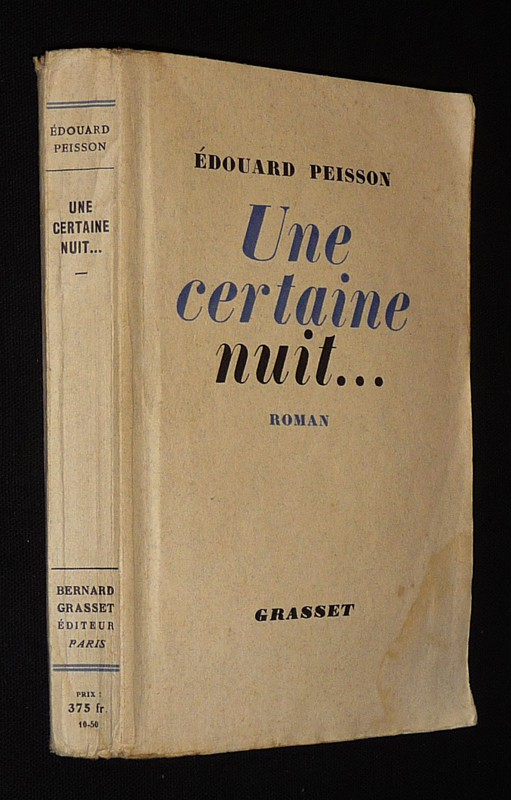 ÉDOUARD
PEISSON
UNE
CERTAINE
NUIT...
BERNARD
GRASSET
ÉDITEUR
PARIS
PRIX :
375 fr.
10-50
ÉDOUARD PEISSON
Une
certaine
nuit...
ROMAN
GRASSET